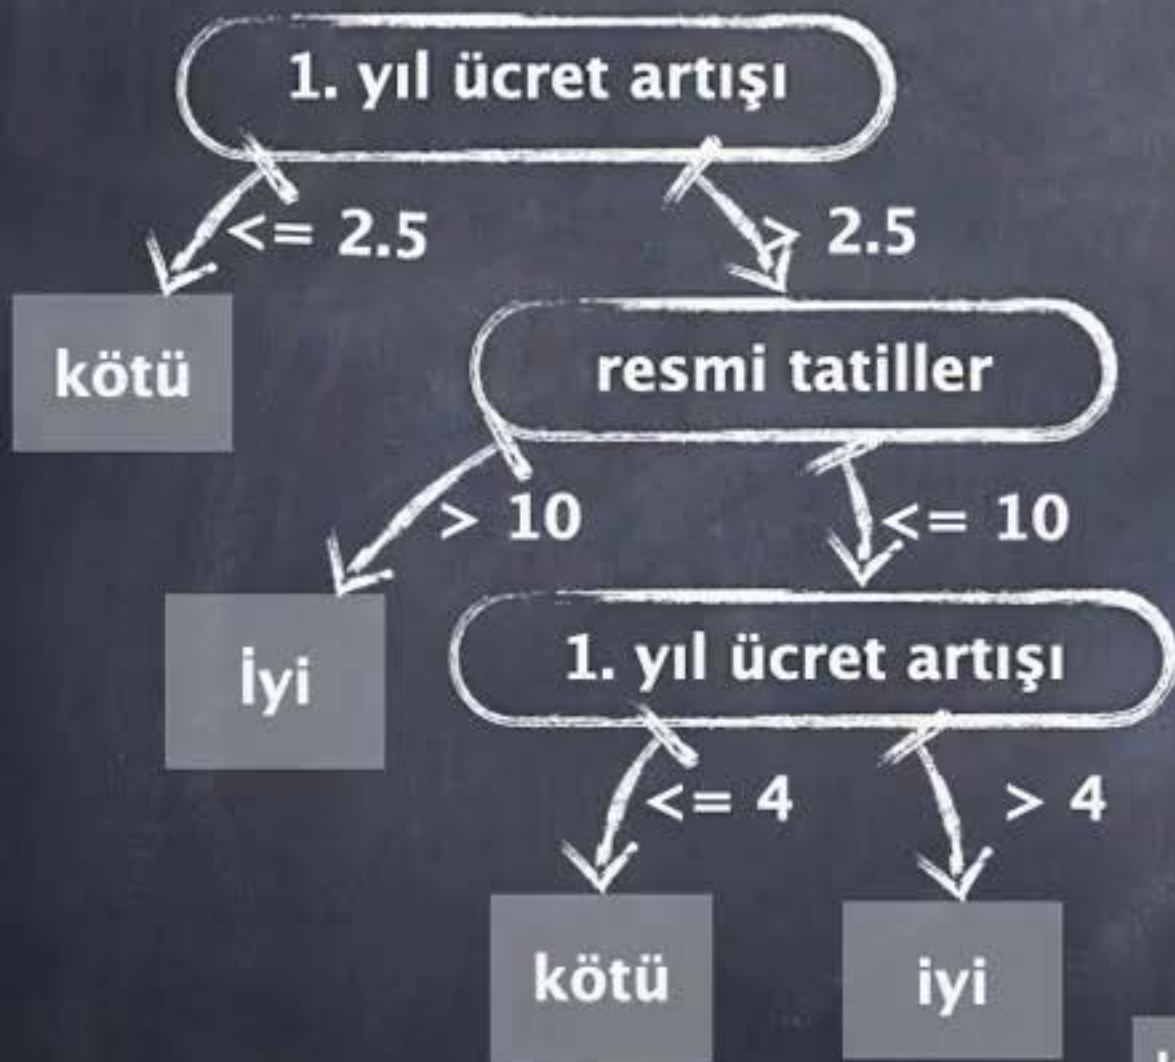 1. yıl ücret artışı
<= 2.5
> 2.5
kötü
resmi tatiller
> 10
<= 10
İyi
1. yıl ücret artışı
<= 4
> 4
kötü
iyi